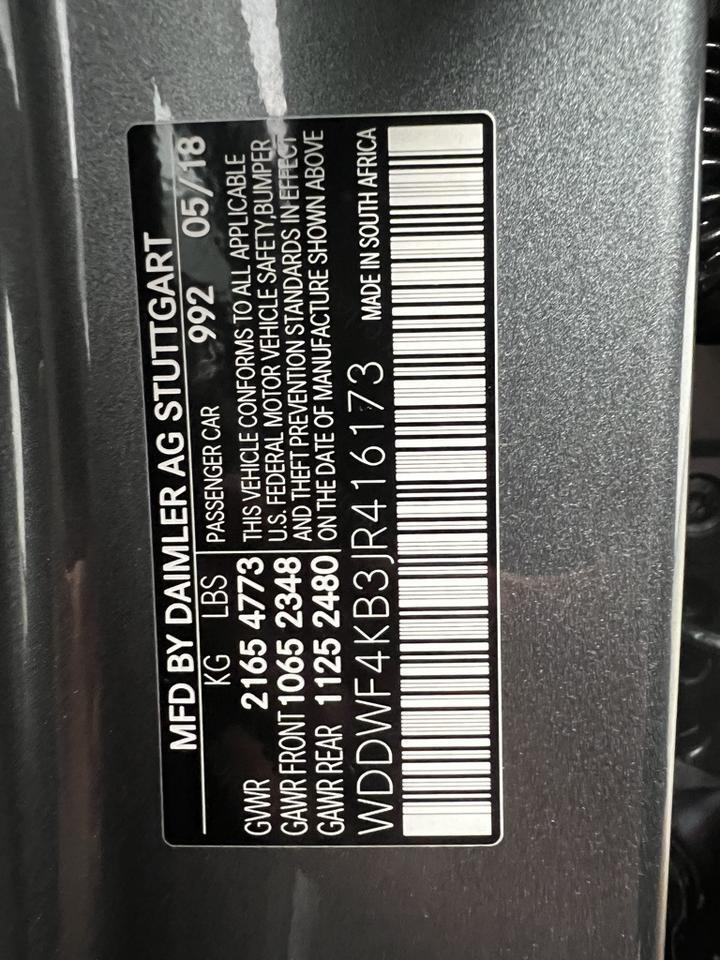 MFD BY DAIMLER AG STUTTGART
KG LBS PASSENGER CAR 992 05/18
GVWR 2165 4773 THIS VEHICLE CONFORMS TO ALL APPLICABLE
GAWR FRONT 1065 2348 U.S. FEDERAL MOTOR VEHICLE SAFETY,BUMPER
GAWR REAR 1125 2480 AND THEFT PREVENTION STANDARDS IN EFFECT
ON THE DATE OF MANUFACTURE SHOWN ABOVE
WDDWF4KB3JR416173 MADE IN SOUTH AFRICA